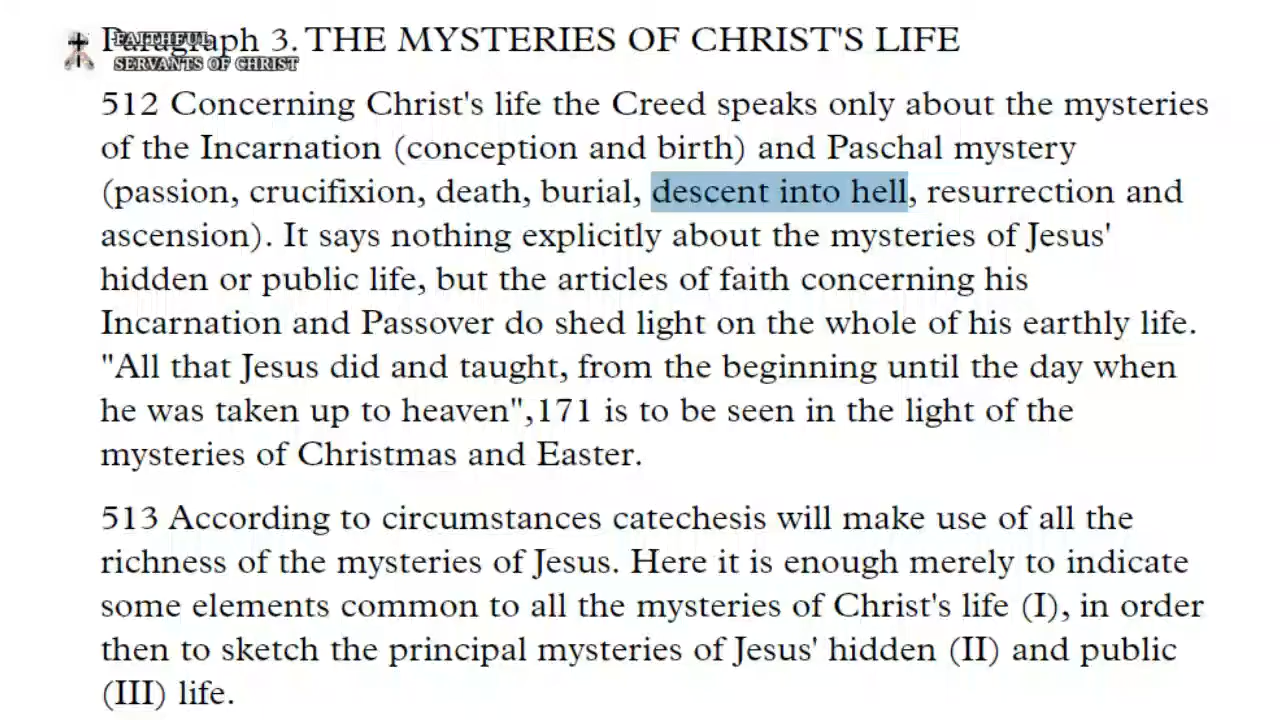 Paragraph 3. THE MYSTERIES OF CHRIST'S LIFE
FAITHFUL
SERVANTS OF CHRIST
512 Concerning Christ's life the Creed speaks only about the mysteries
of the Incarnation (conception and birth) and Paschal mystery
(passion, crucifixion, death, burial, descent into hell, resurrection and
ascension). It says nothing explicitly about the mysteries of Jesus'
hidden or public life, but the articles of faith concerning his
Incarnation and Passover do shed light on the whole of his earthly life.
"All that Jesus did and taught, from the beginning until the day when
he was taken up to heaven",171 is to be seen in the light of the
mysteries of Christmas and Easter.
513 According to circumstances catechesis will make use of all the
richness of the mysteries of Jesus. Here it is enough merely to indicate
some elements common to all the mysteries of Christ's life (I), in order
then to sketch the principal mysteries of Jesus' hidden (II) and public
(III) life.